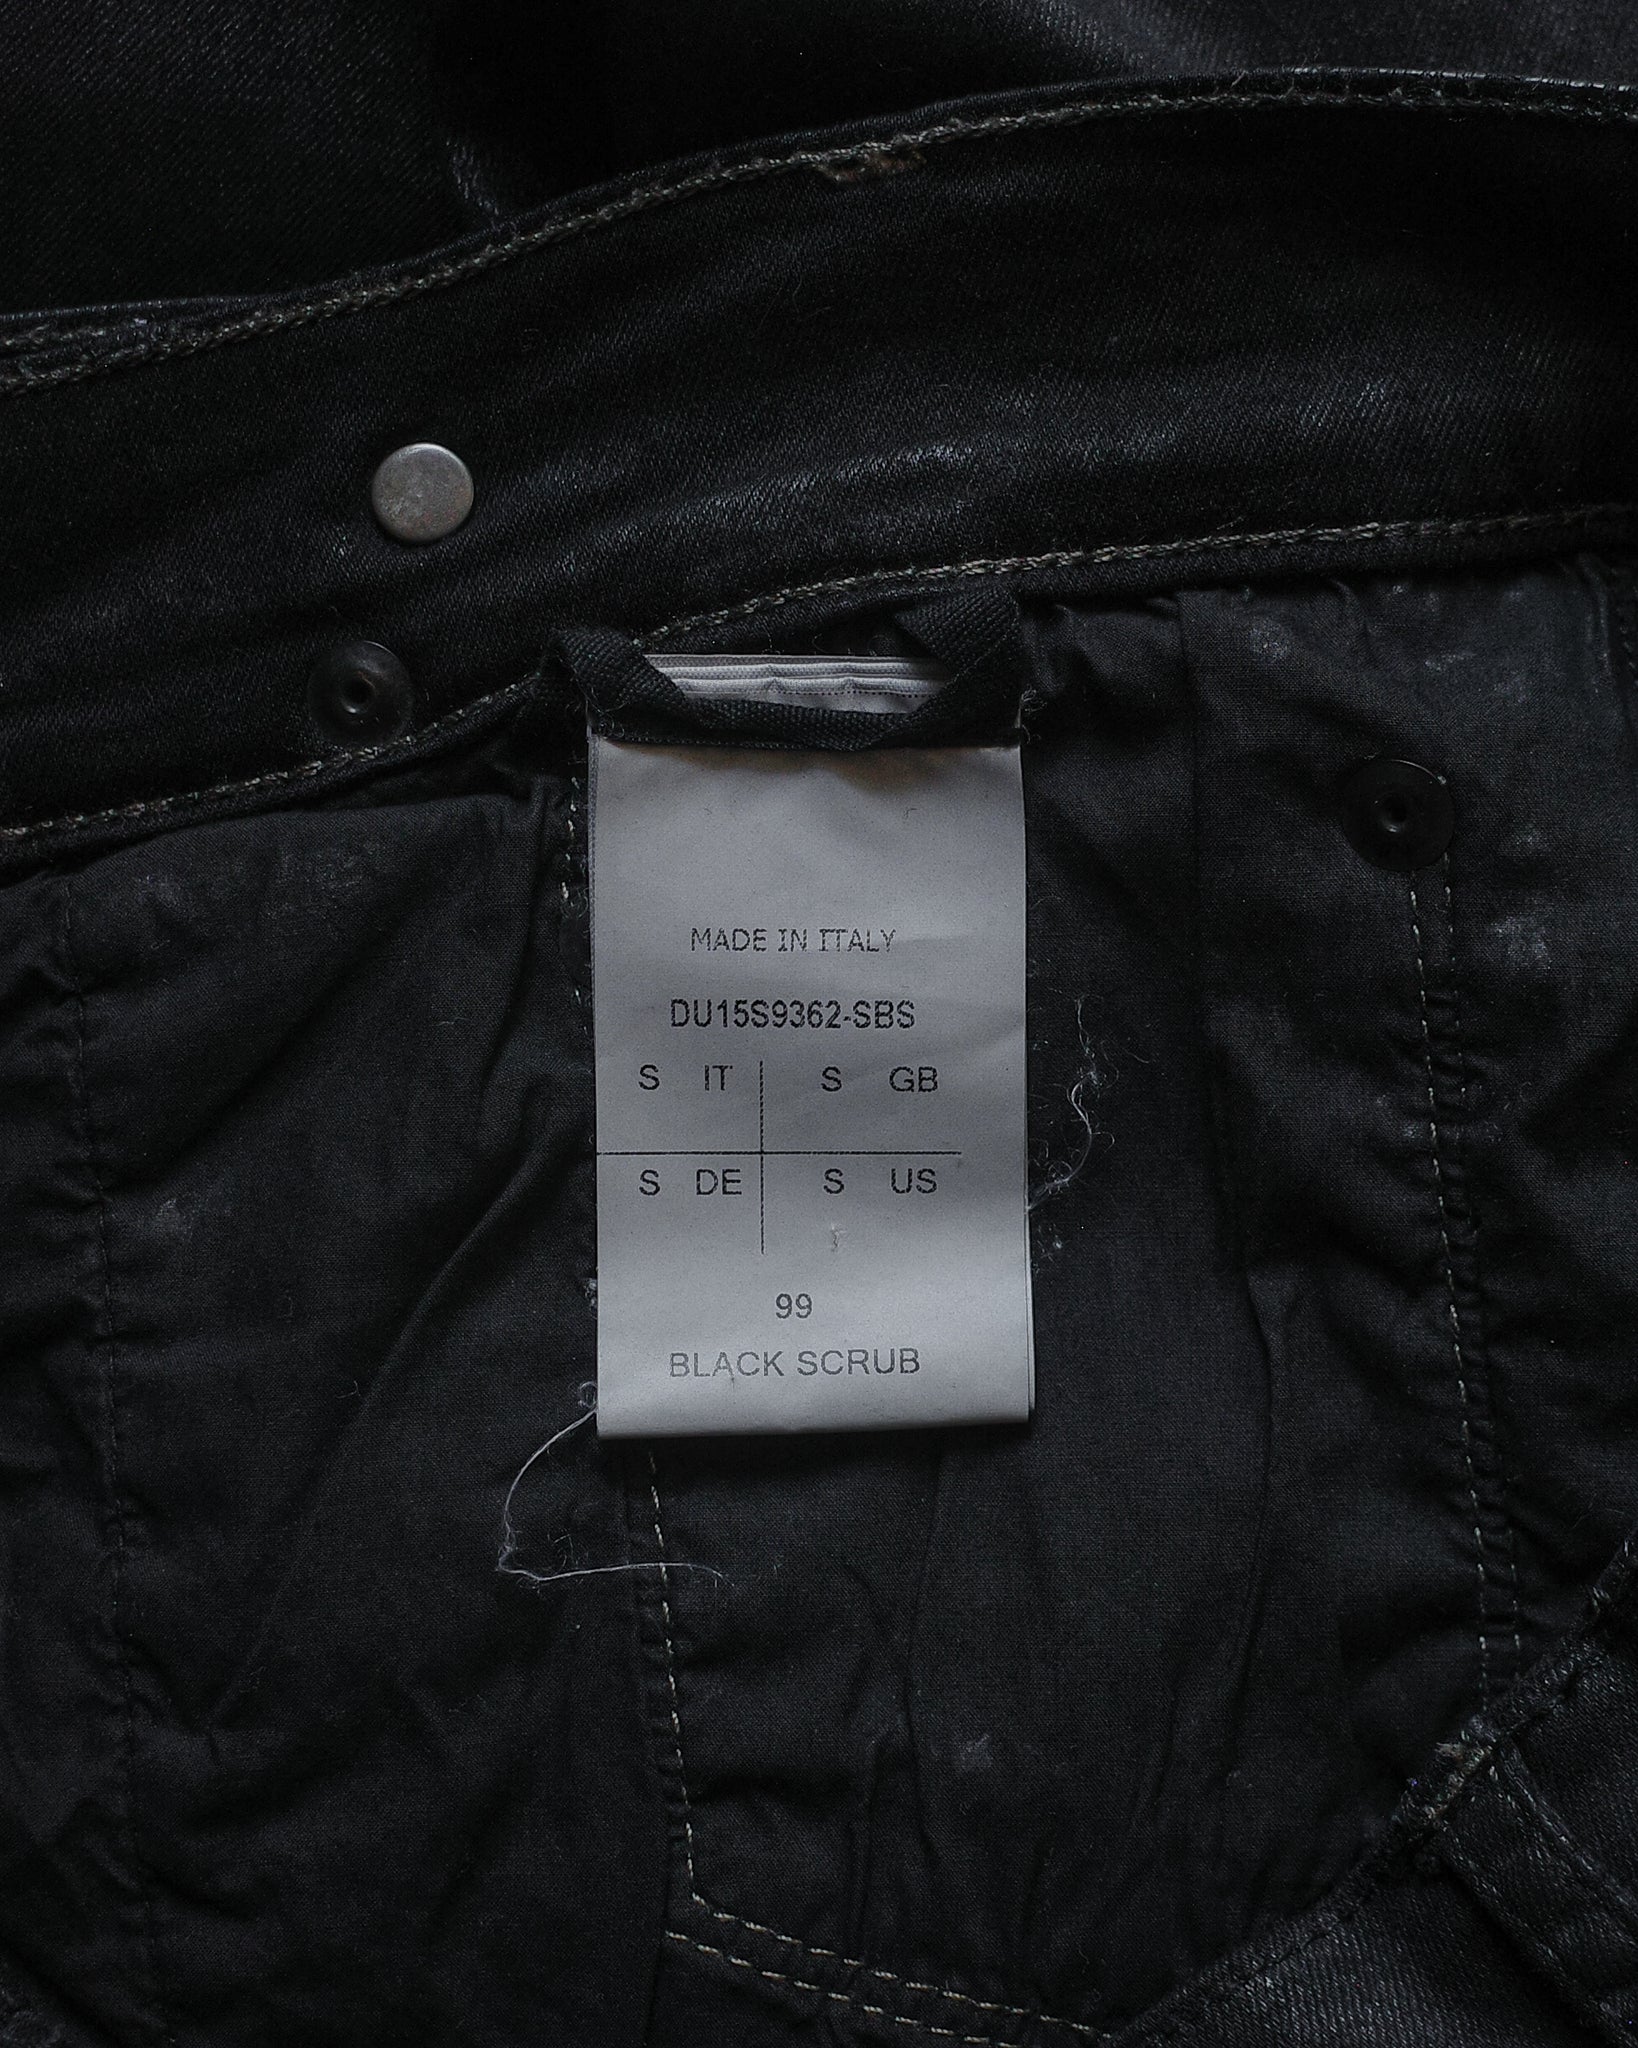 MADE IN ITALY
DU15S9362-SBS
S IT S GB
S DE S US
99
BLACK SCRUB